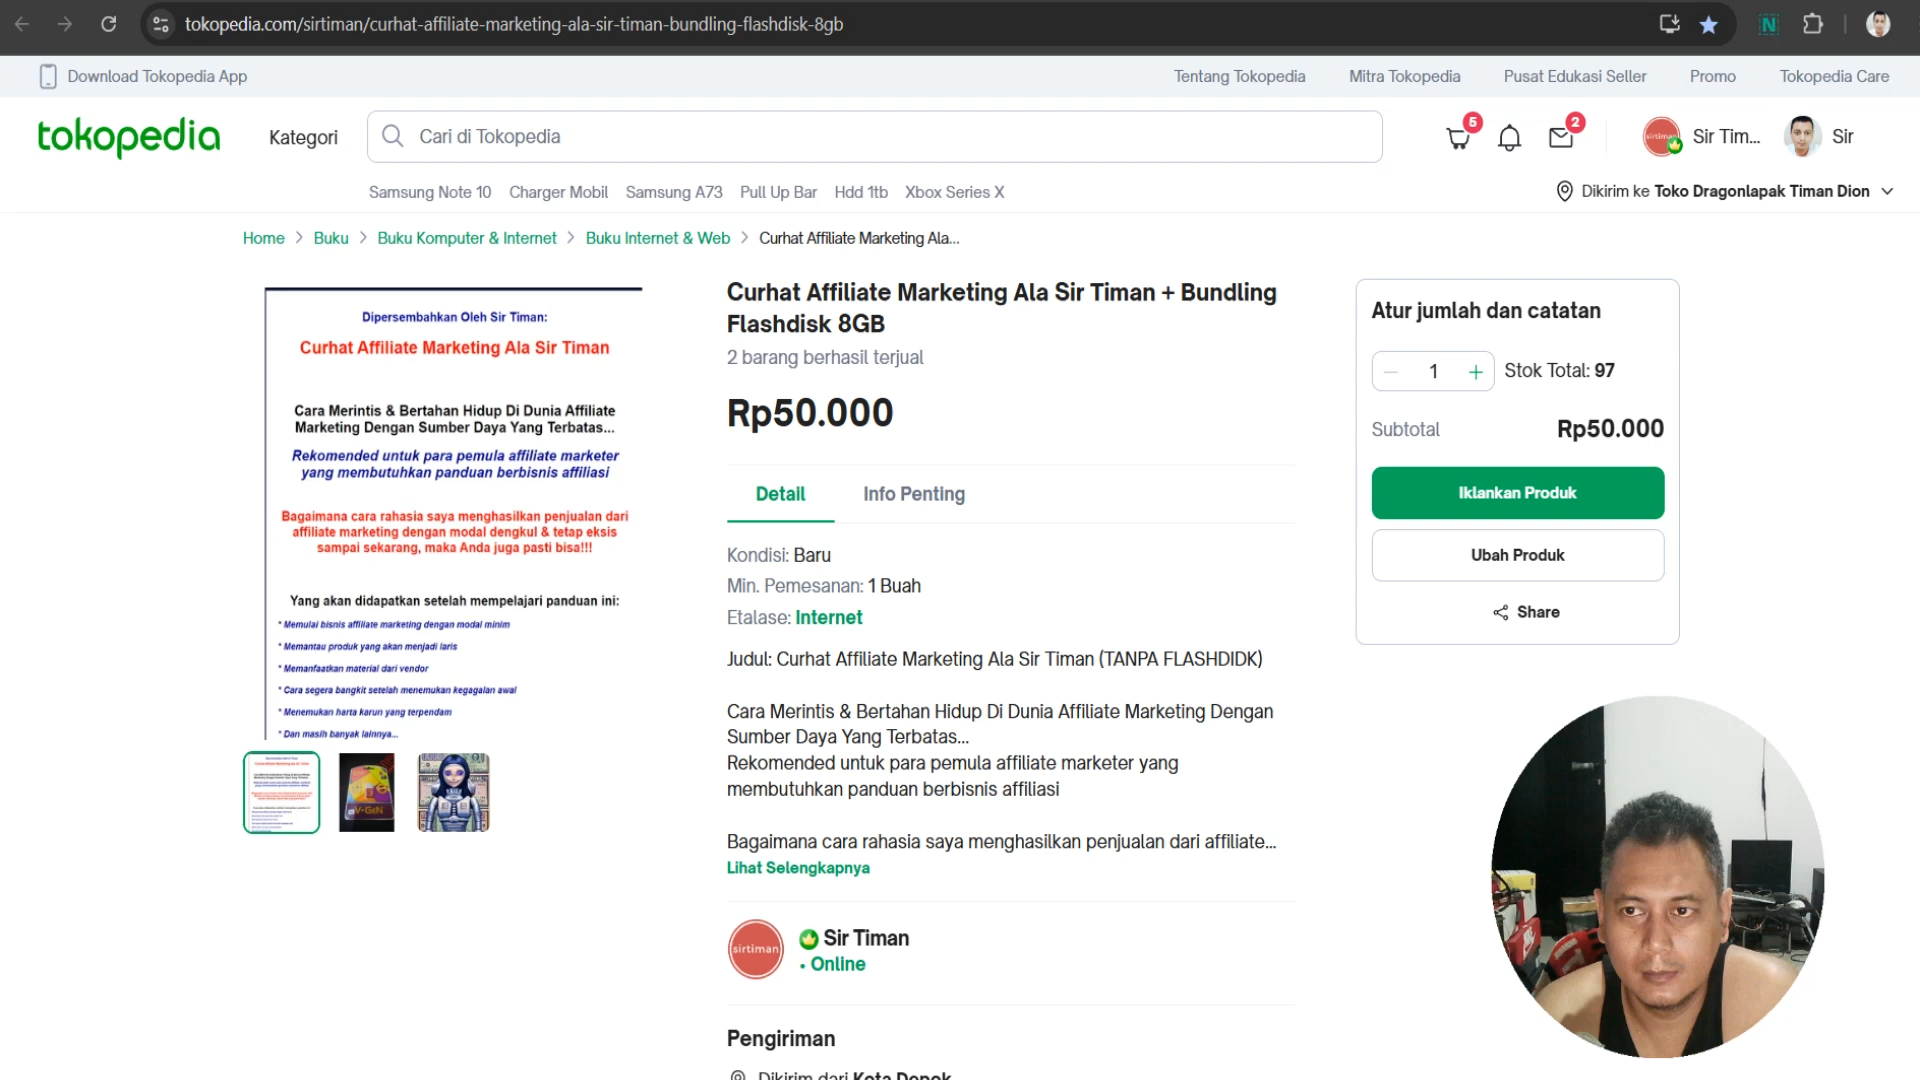 tokopedia.com/sirtiman/curhat-affiliate-marketing-ala-sir-timan-bundling-flashdisk-8gb
Download Tokopedia App
Tentang Tokopedia
Mitra Tokopedia
Pusat Edukasi Seller
Promo
Tokopedia Care
tokopedia
Kategori
Cari di Tokopedia
5
2
sirtiman
Sir Tim...
Sir
Samsung Note 10
Charger Mobil
Samsung A73
Pull Up Bar
Hdd 1tb
Xbox Series X
Dikirim ke Toko Dragonlapak Timan Dion
Home > Buku > Buku Komputer & Internet > Buku Internet & Web > Curhat Affiliate Marketing Ala...
Dipersembahkan Oleh Sir Timan:
Curhat Affiliate Marketing Ala Sir Timan
Cara Merintis & Bertahan Hidup Di Dunia Affiliate
Marketing Dengan Sumber Daya Yang Terbatas...
Rekomended untuk para pemula affiliate marketer
yang membutuhkan panduan berbisnis affiliasi
Bagaimana cara rahasia saya menghasilkan penjualan dari
affiliate marketing dengan modal dengkul & tetap eksis
sampai sekarang, maka Anda juga pasti bisa!!!
Yang akan didapatkan setelah mempelajari panduan ini:
* Memulai bisnis affiliate marketing dengan modal minim
* Memantau produk yang akan menjadi laris
* Memanfaatkan material dari vendor
* Cara segera bangkit setelah menemukan kegagalan awal
* Menemukan harta karun yang terpendam
* Dan masih banyak lainnya...
V-GeN
Curhat Affiliate Marketing Ala Sir Timan + Bundling
Flashdisk 8GB
2 barang berhasil terjual
Rp50.000
Detail
Info Penting
Kondisi: Baru
Min. Pemesanan: 1 Buah
Etalase: Internet
Judul: Curhat Affiliate Marketing Ala Sir Timan (TANPA FLASHDIDK)
Cara Merintis & Bertahan Hidup Di Dunia Affiliate Marketing Dengan
Sumber Daya Yang Terbatas...
Rekomended untuk para pemula affiliate marketer yang
membutuhkan panduan berbisnis affiliasi
Bagaimana cara rahasia saya menghasilkan penjualan dari affiliate...
Lihat Selengkapnya
sirtiman
Sir Timan
• Online
Pengiriman
Dikirim dari Kota Depok
Atur jumlah dan catatan
1
Stok Total: 97
Subtotal
Rp50.000
Iklankan Produk
Ubah Produk
Share